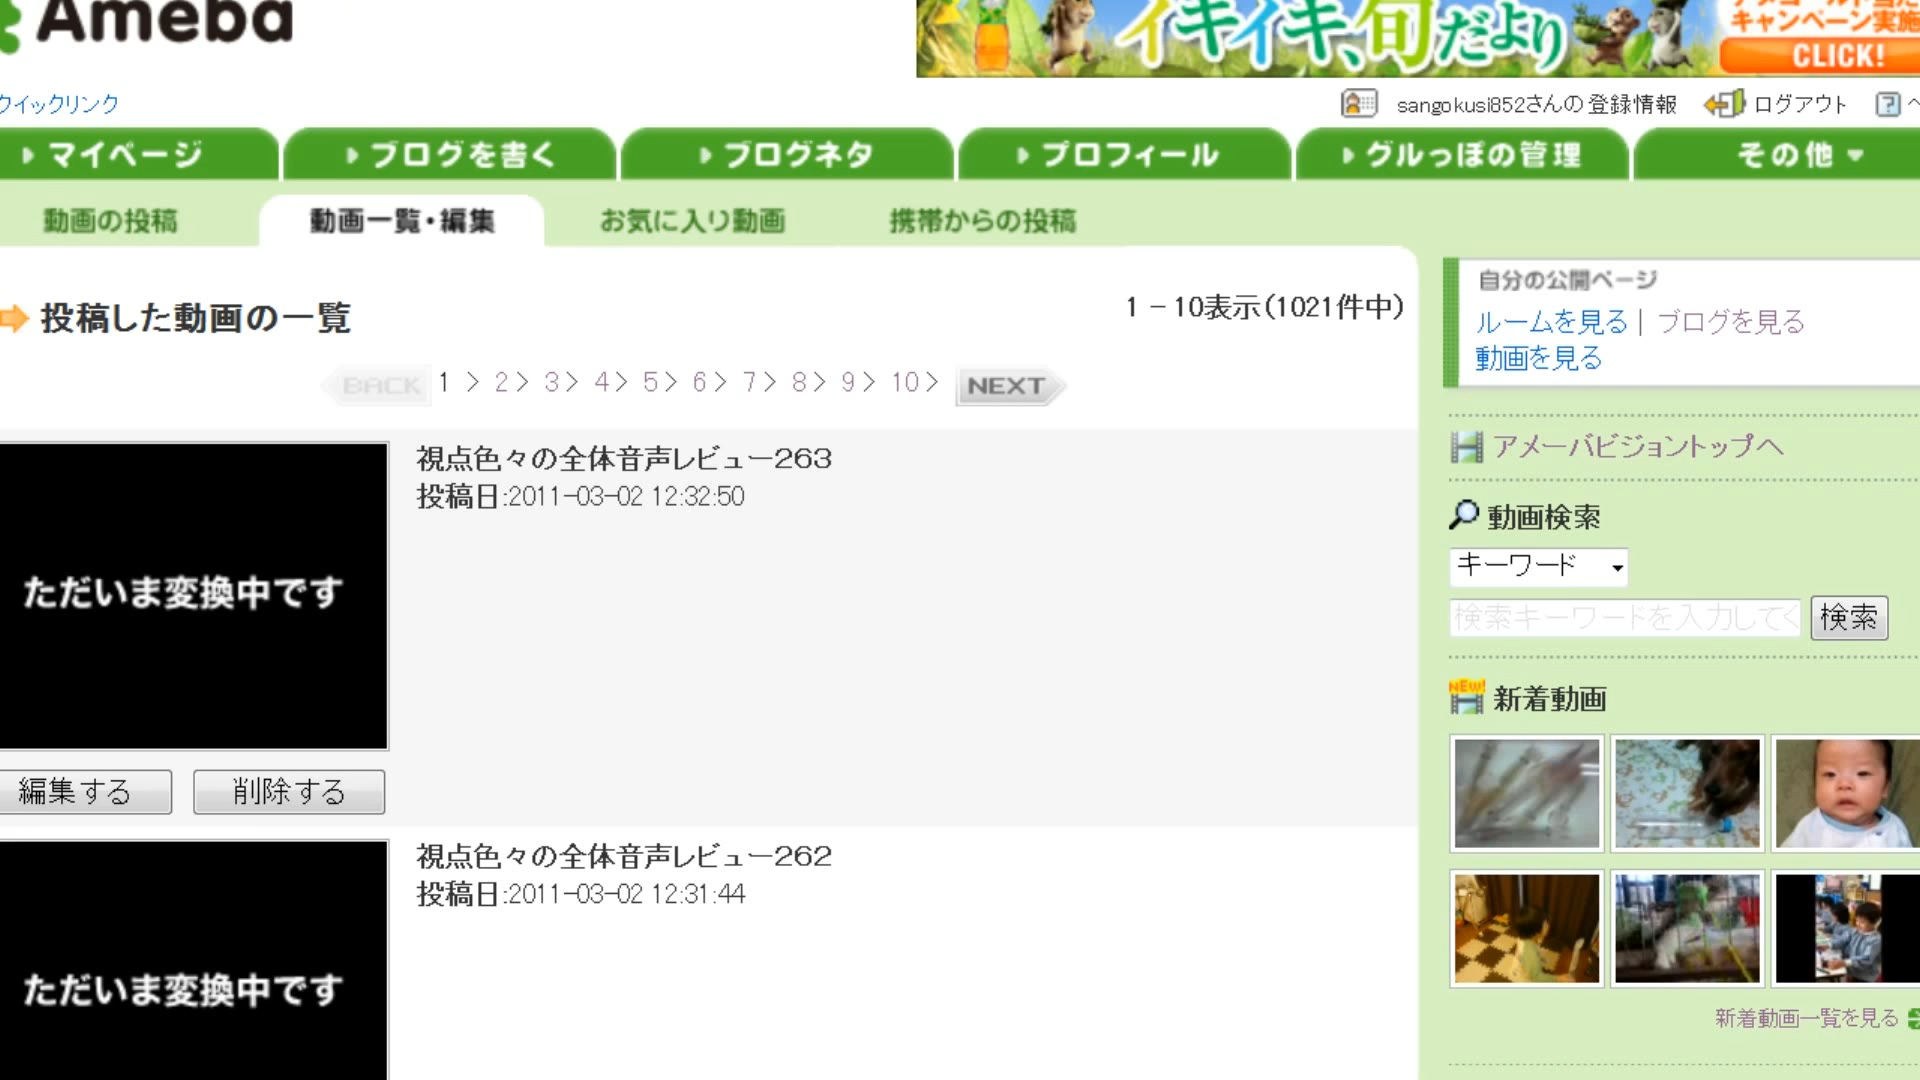 Ameba
イキイキ、旬だより
キャンペーン実施
CLICK!
クイックリンク
sangokusi852さんの登録情報
ログアウト
マイページ
ブログを書く
ブログネタ
プロフィール
グルっぽの管理
その他
動画の投稿
動画一覧・編集
お気に入り動画
携帯からの投稿
投稿した動画の一覧
1 - 10表示(1021件中)
BACK 1 > 2 > 3 > 4 > 5 > 6 > 7 > 8 > 9 > 10 > NEXT
ただいま変換中です
視点色々の全体音声レビュー263
投稿日:2011-03-02 12:32:50
編集する
削除する
ただいま変換中です
視点色々の全体音声レビュー262
投稿日:2011-03-02 12:31:44
自分の公開ページ
ルームを見る | ブログを見る
動画を見る
アメーバビジョントップへ
動画検索
キーワード
検索キーワードを入力してく
検索
NEW!
新着動画
新着動画一覧を見る